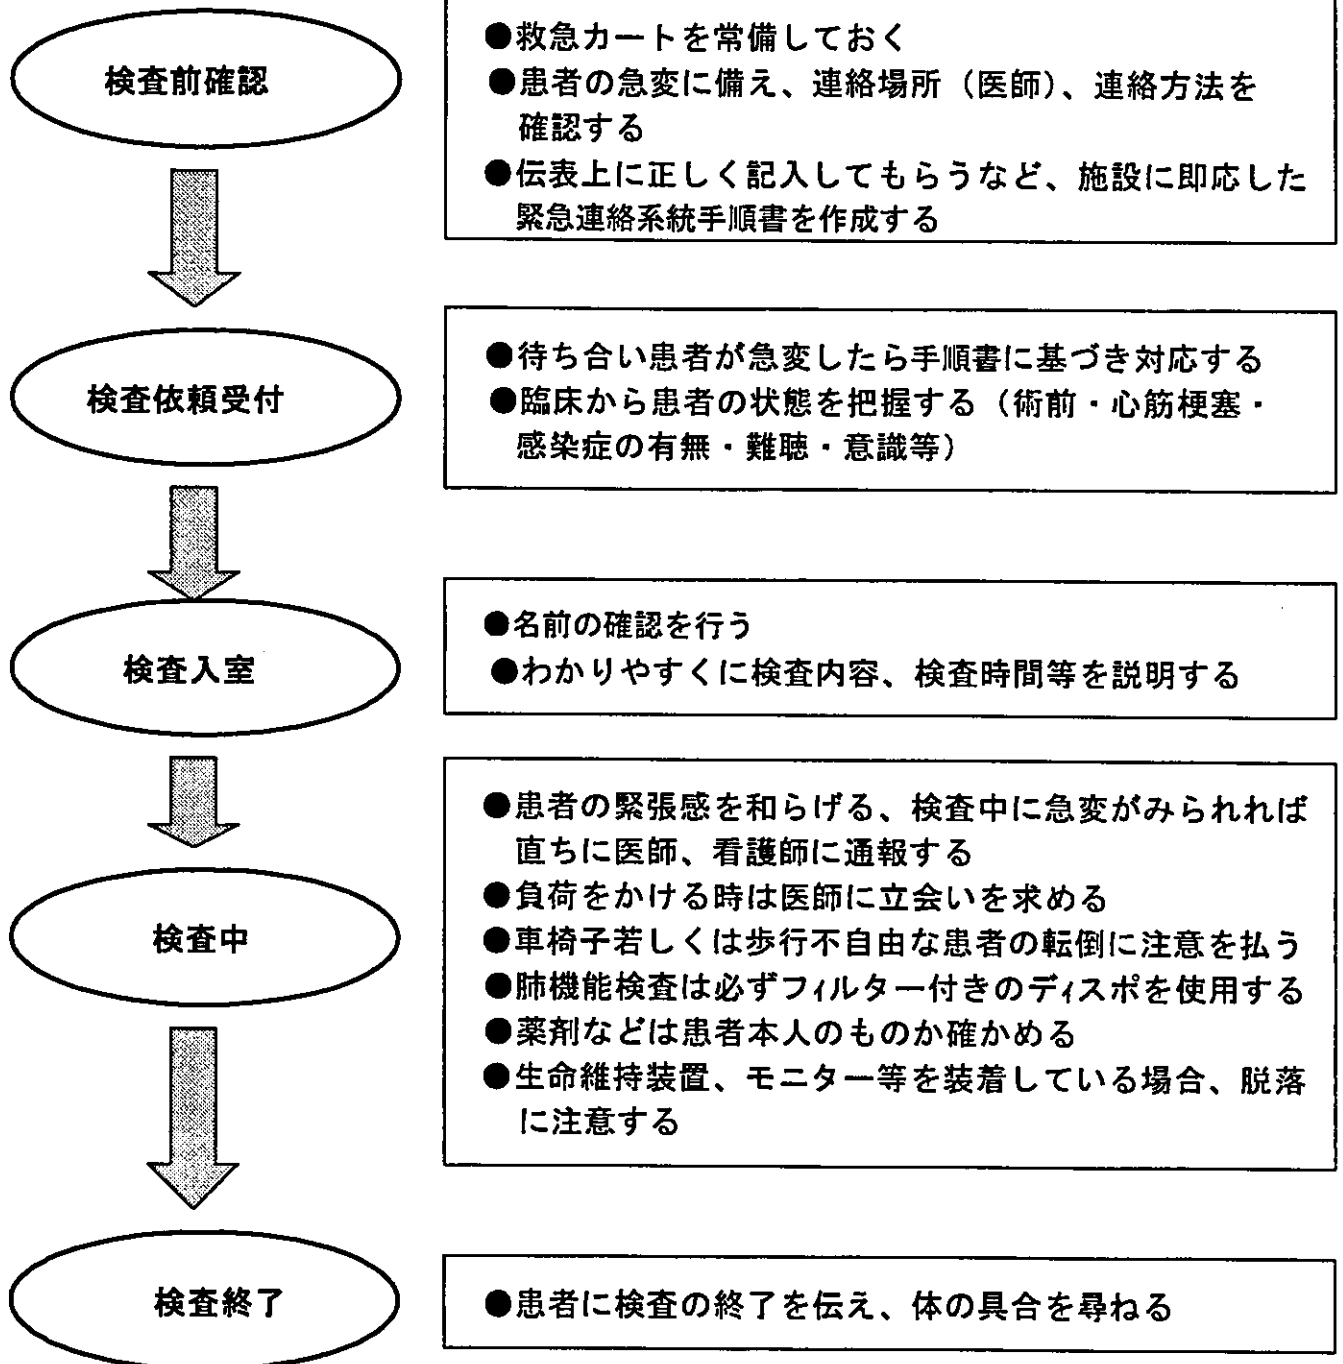 検査前確認
●救急カートを常備しておく
●患者の急変に備え、連絡場所（医師）、連絡方法を
確認する
●伝表上に正しく記入してもらうなど、施設に即応した
緊急連絡系統手順書を作成する
検査依頼受付
●待ち合い患者が急変したら手順書に基づき対応する
●臨床から患者の状態を把握する（術前・心筋梗塞・
感染症の有無・難聴・意識等）
検査入室
●名前の確認を行う
●わかりやすくに検査内容、検査時間等を説明する
検査中
●患者の緊張感を和らげる、検査中に急変がみられれば
直ちに医師、看護師に通報する
●負荷をかける時は医師に立会いを求める
●車椅子若しくは歩行不自由な患者の転倒に注意を払う
●肺機能検査は必ずフィルター付きのディスポを使用する
●薬剤などは患者本人のものか確かめる
●生命維持装置、モニター等を装着している場合、脱落
に注意する
検査終了
●患者に検査の終了を伝え、体の具合を尋ねる